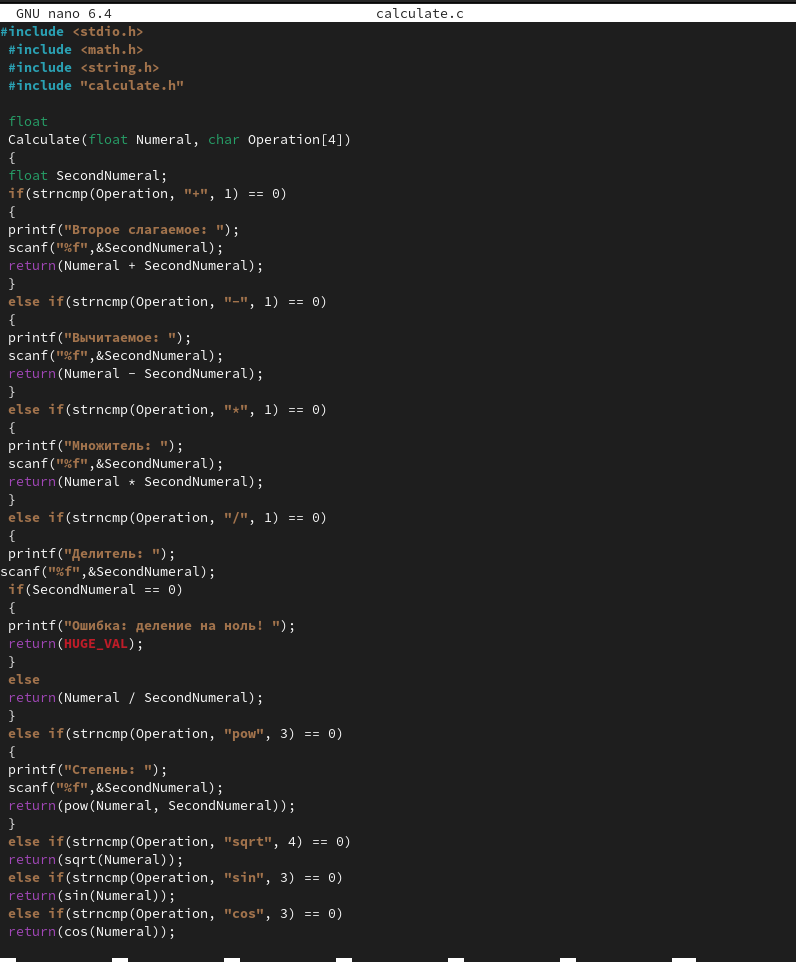 GNU nano 6.4 calculate.c
#include <stdio.h>
#include <math.h>
#include <string.h>
#include "calculate.h"
float
Calculate(float Numeral, char Operation[4])
{
float SecondNumeral;
if(strncmp(Operation, "+", 1) == 0)
{
printf("Второе слагаемое: ");
scanf("%f",&SecondNumeral);
return(Numeral + SecondNumeral);
}
else if(strncmp(Operation, "-", 1) == 0)
{
printf("Вычитаемое: ");
scanf("%f",&SecondNumeral);
return(Numeral - SecondNumeral);
}
else if(strncmp(Operation, "*", 1) == 0)
{
printf("Множитель: ");
scanf("%f",&SecondNumeral);
return(Numeral * SecondNumeral);
}
else if(strncmp(Operation, "/", 1) == 0)
{
printf("Делитель: ");
scanf("%f",&SecondNumeral);
if(SecondNumeral == 0)
{
printf("Ошибка: деление на ноль! ");
return(HUGE_VAL);
}
else
return(Numeral / SecondNumeral);
}
else if(strncmp(Operation, "pow", 3) == 0)
{
printf("Степень: ");
scanf("%f",&SecondNumeral);
return(pow(Numeral, SecondNumeral));
}
else if(strncmp(Operation, "sqrt", 4) == 0)
return(sqrt(Numeral));
else if(strncmp(Operation, "sin", 3) == 0)
return(sin(Numeral));
else if(strncmp(Operation, "cos", 3) == 0)
return(cos(Numeral));